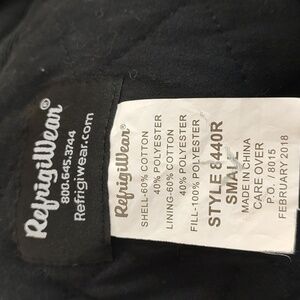 RefrigiWear®
800.645.3744
Refrigiwear.com
RefrigiWear®
SHELL-60% COTTON
40% POLYESTER
LINING-60% COTTON
40% POLYESTER
FILL-100% POLYESTER
STYLE 8440R
SMALL
MADE IN CHINA
CARE OVER
P.O. / 8015
FEBRUARY 2018